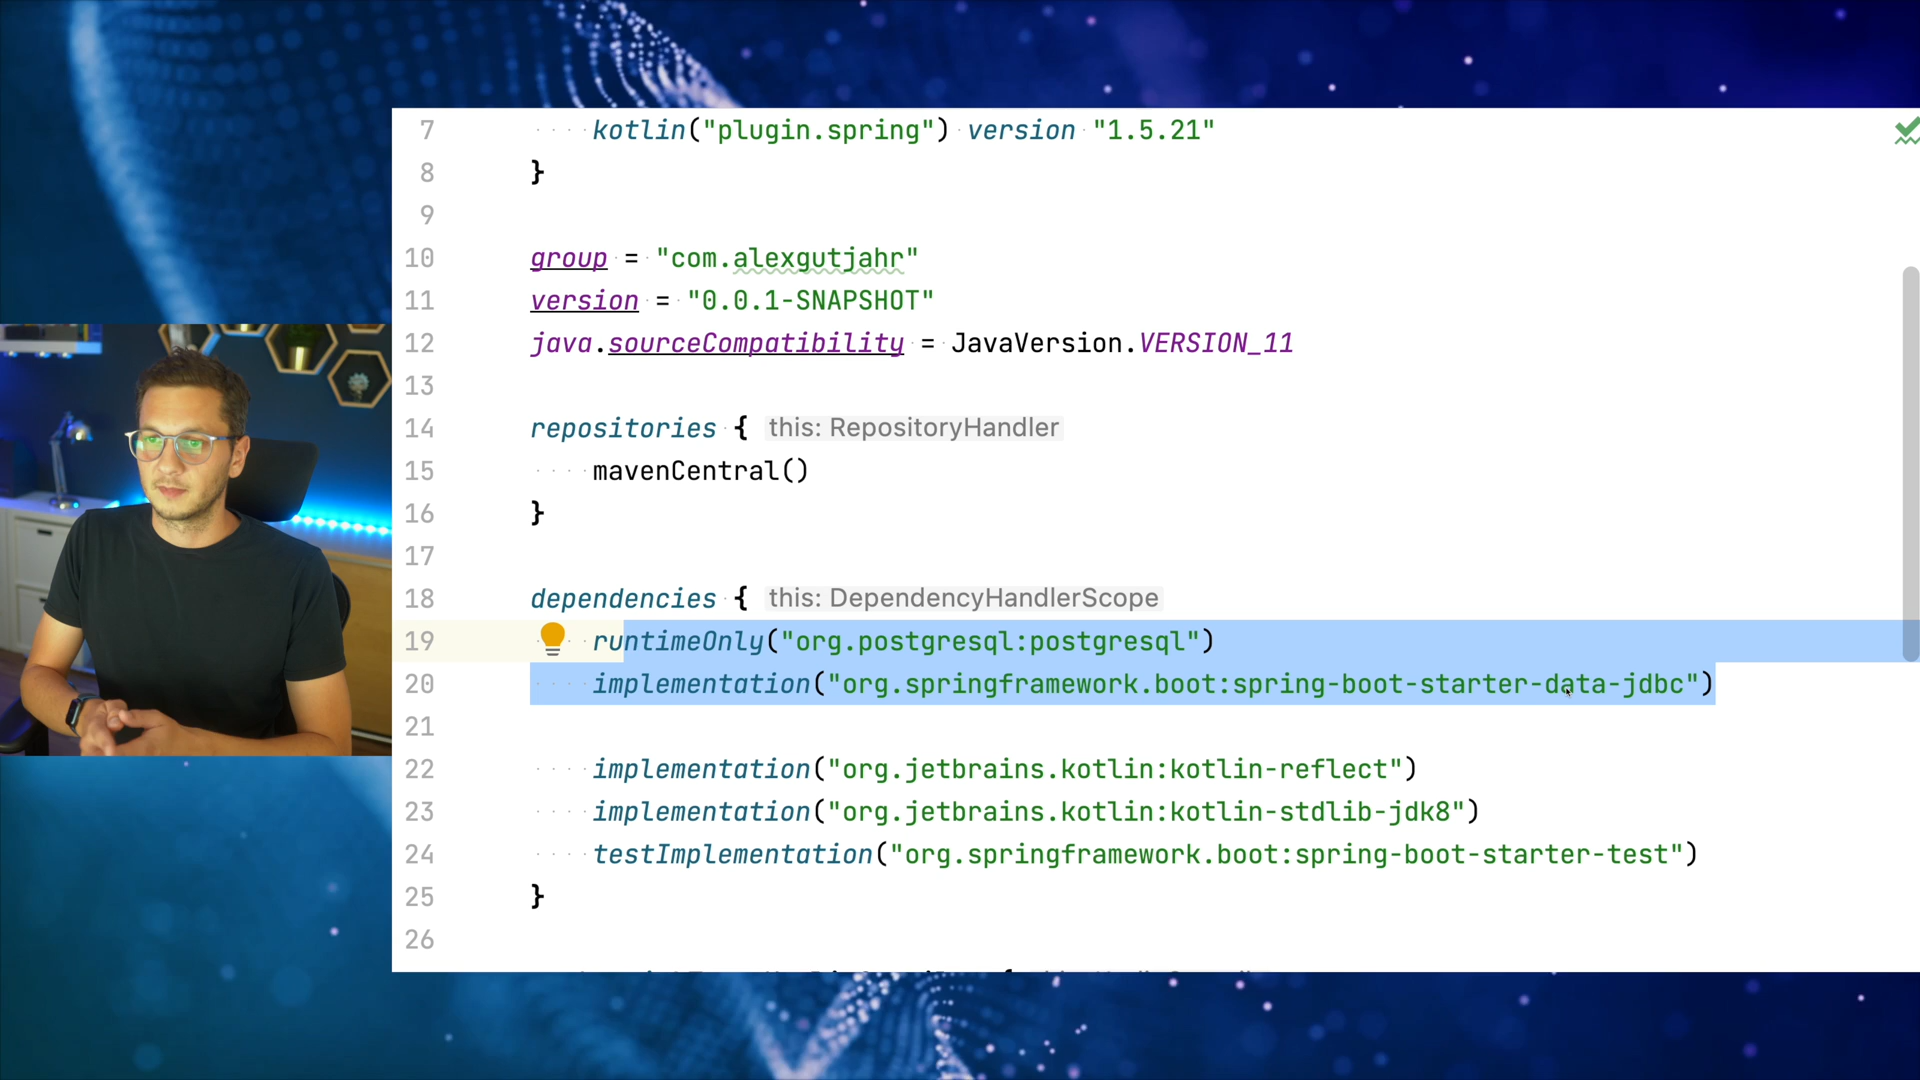 7 kotlin("plugin.spring") version "1.5.21"
8 }
9
10 group = "com.alexgutjahr"
11 version = "0.0.1-SNAPSHOT"
12 java.sourceCompatibility = JavaVersion.VERSION_11
13
14 repositories { this: RepositoryHandler
15 mavenCentral()
16 }
17
18 dependencies { this: DependencyHandlerScope
19 runtimeOnly("org.postgresql:postgresql")
20 implementation("org.springframework.boot:spring-boot-starter-data-jdbc")
21
22 implementation("org.jetbrains.kotlin:kotlin-reflect")
23 implementation("org.jetbrains.kotlin:kotlin-stdlib-jdk8")
24 testImplementation("org.springframework.boot:spring-boot-starter-test")
25 }
26